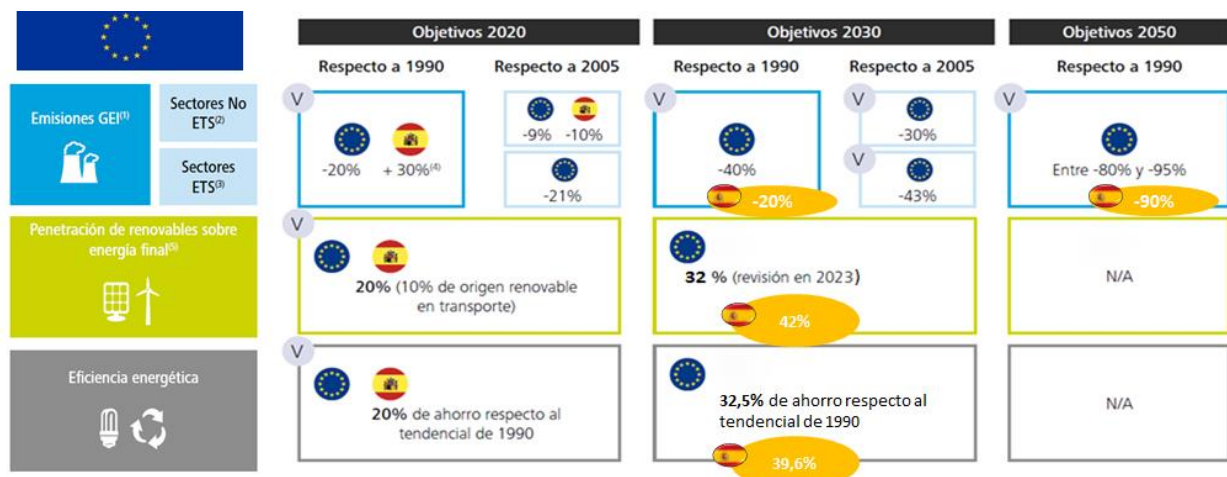 Objetivos 2020
Objetivos 2030
Objetivos 2050
Respecto a 1990
Respecto a 2005
Respecto a 1990
Respecto a 2005
Respecto a 1990
Emisiones GEI(1)
Sectores No
ETS(2)
Sectores
ETS(3)
V
-20%
+ 30%(4)
-9%
-10%
-21%
V
-40%
-20%
V
-30%
V
-43%
V
Entre -80% y -95%
-90%
Penetración de renovables sobre
energía final(5)
V
20% (10% de origen renovable
en transporte)
32 % (revisión en 2023)
42%
N/A
Eficiencia energética
V
20% de ahorro respecto al
tendencial de 1990
32,5% de ahorro respecto al
tendencial de 1990
39,6%
N/A